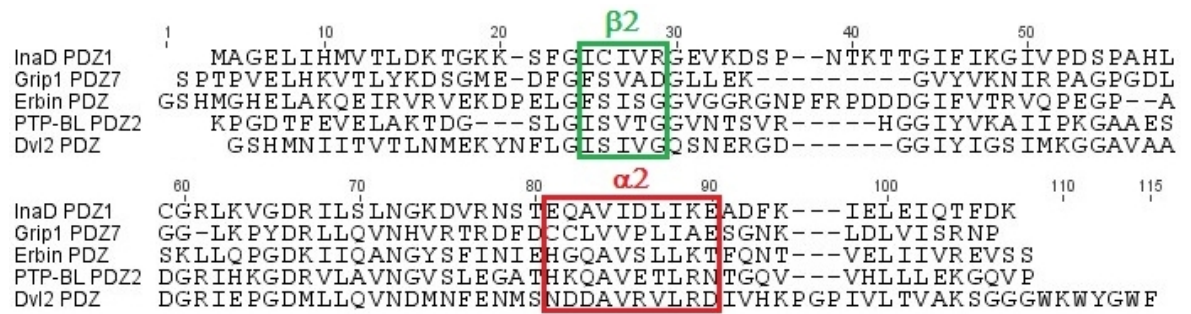 β2
1 10 20 30 40 50
InaD PDZ1 MAGELIHMVTLDKTGKK-SFGICIVRGEVKDSP--NTKTTGIFIKGIVPDSPAHL
Grip1 PDZ7 SPTPVELHKVTLYKDSGME-DFGFSVADGLLEK---------GVYVKNIRPAGPGDL
Erbin PDZ GSHMGHELAKQEIRVRVEKDPELGFSISGGVGGRGNPFRPDDDGIFVTRVQPEGP--A
PTP-BL PDZ2 KPGDTFEVELAKTDG---SLGISVTGGVNTSVR------HGGIYVKAIIPKGAAES
Dvl2 PDZ GSHMNIITVTLNMEKYNFLGISIVGQSNERGD------GGIYIGSIMKGGAVAA
α2
60 70 80 90 100 110 115
InaD PDZ1 CGRLKVGDRILSLNGKDVRNSTEQAVIDLIKEADFK---IELEIQTFDK
Grip1 PDZ7 GG-LKPYDRLLQVNHVRTRDFDCCLVVPLIAESGNK---LDLVISRNP
Erbin PDZ SKLLQPGDKIIQANGYSFINIEHGQAVSLLKTFQNT---VELIIVREVSS
PTP-BL PDZ2 DGRIHKGDRVLAVNGVSLEGATHKQAVETLRNTGQV---VHLLLEKGQVP
Dvl2 PDZ DGRIEPGDMLLQVNDMNFENMSNDDAVRVLRDIVHKPGPIVLTVAKSGGGWKWYGWF